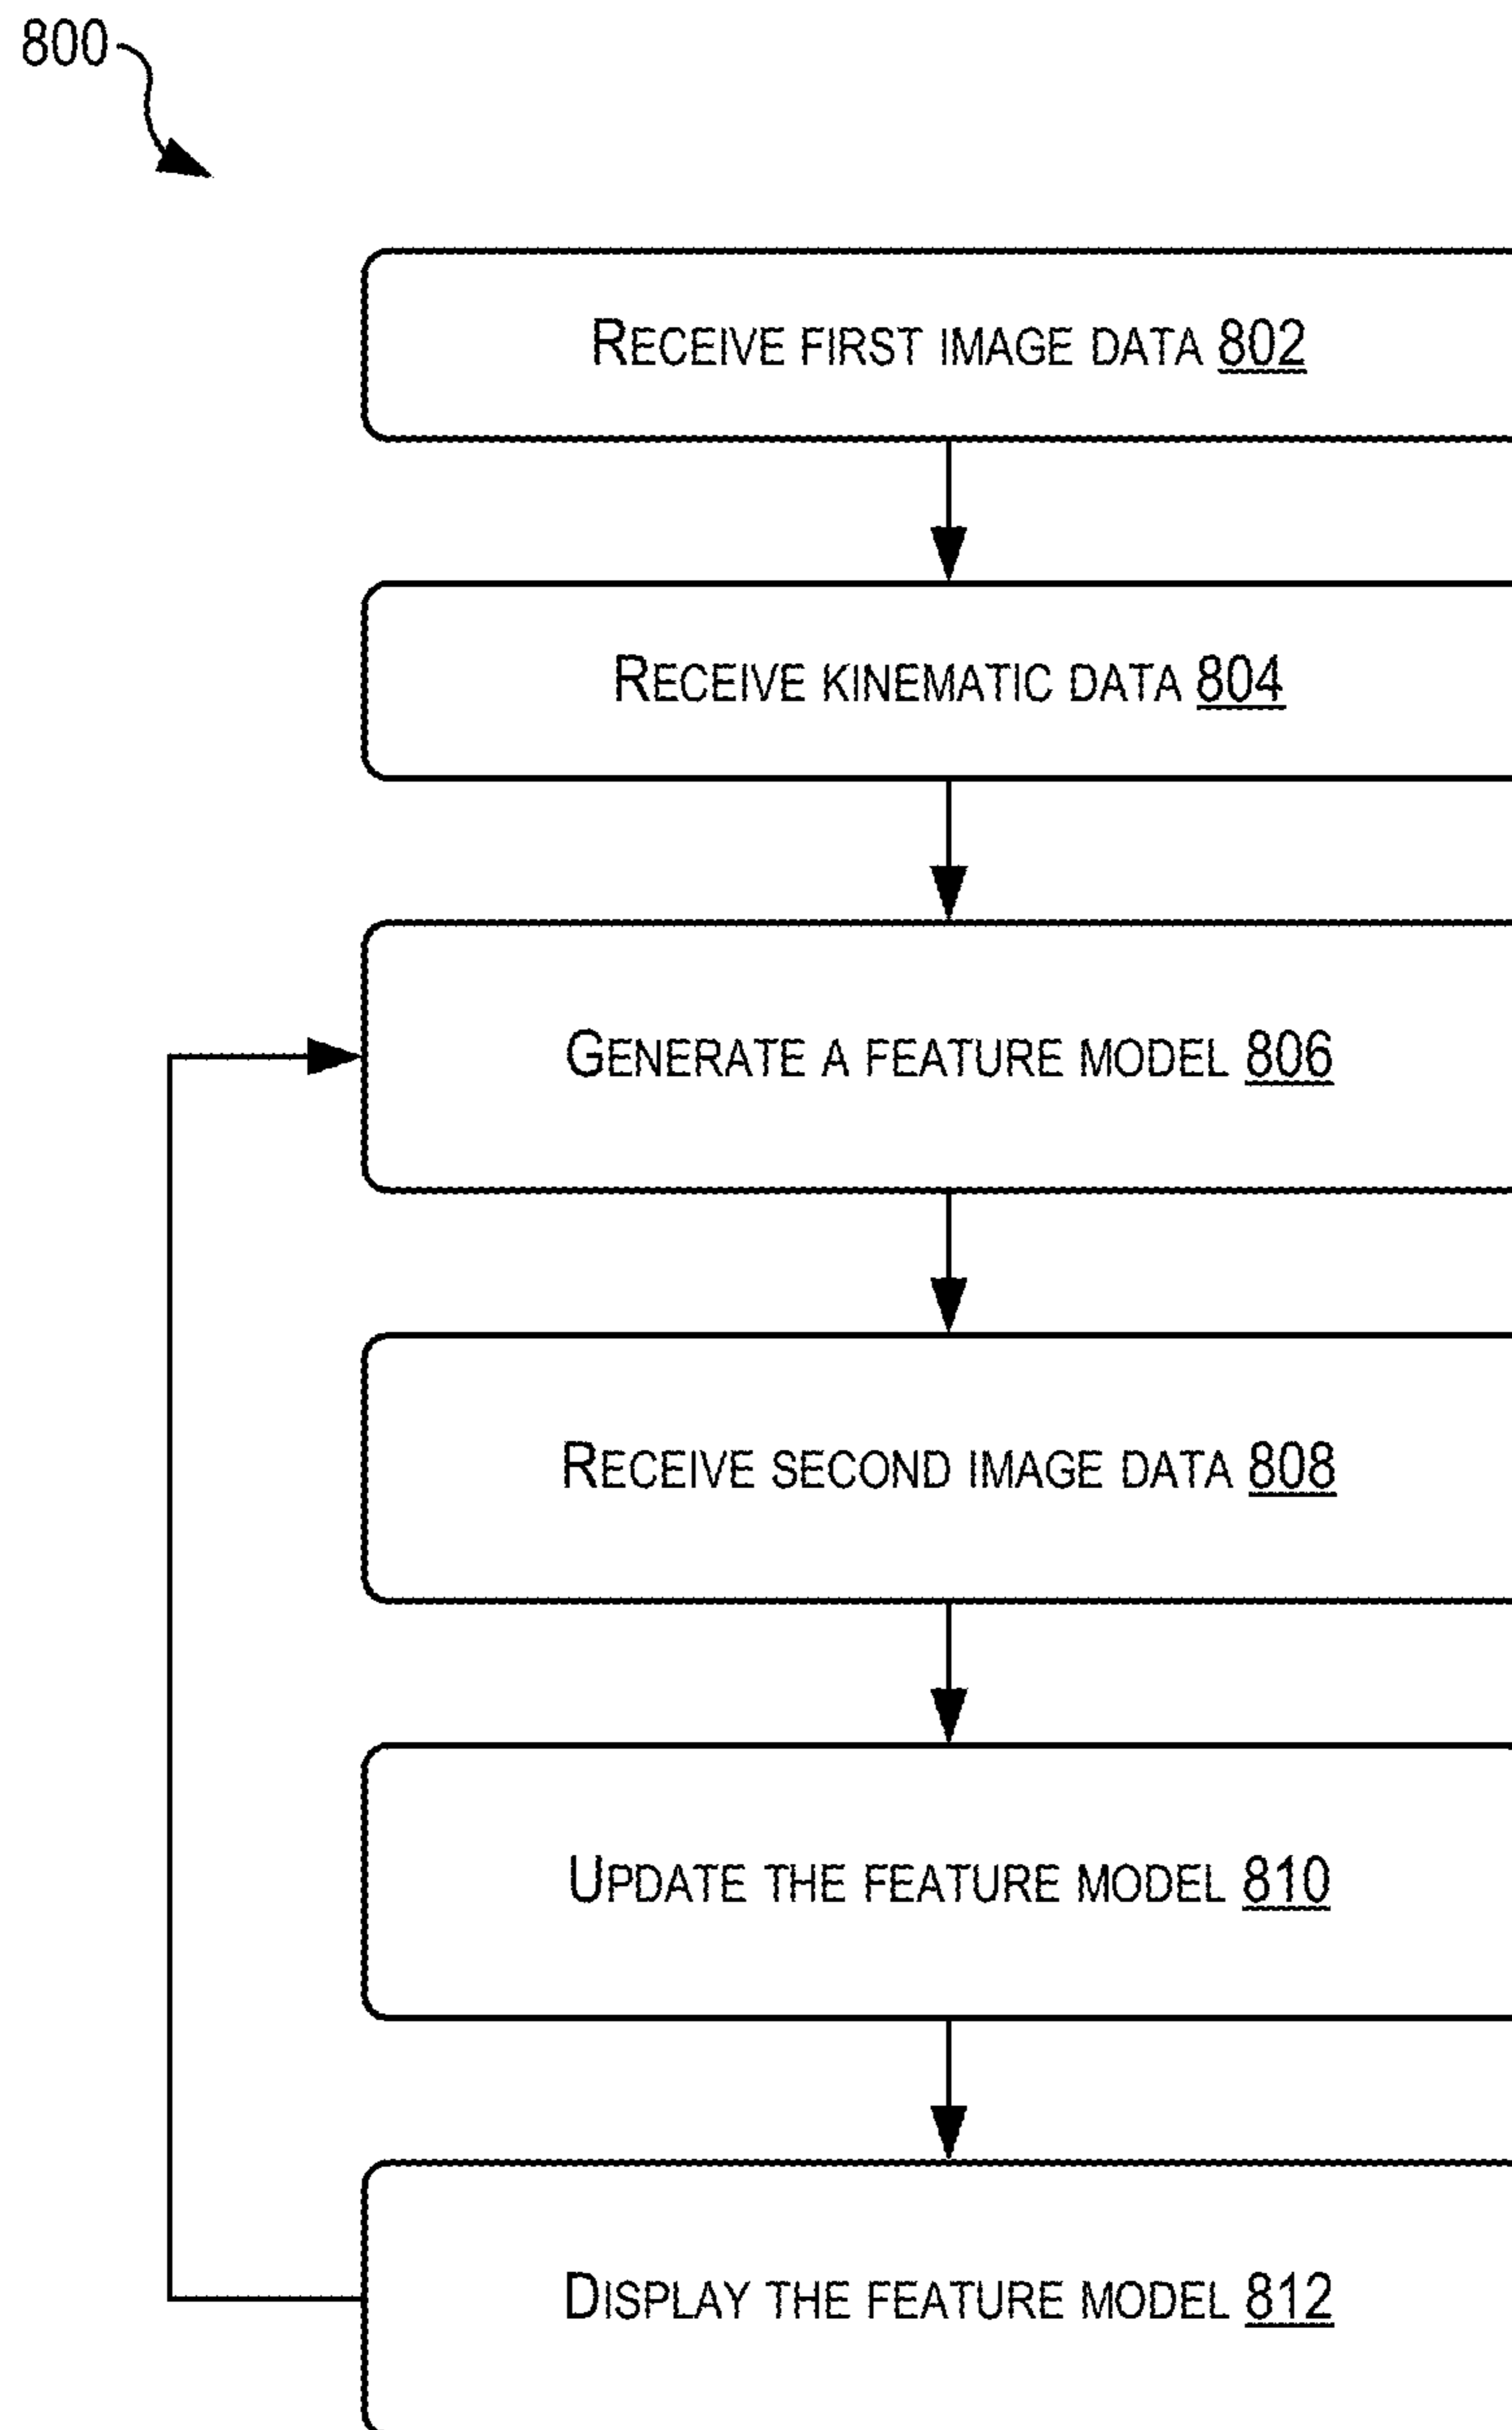 800
RECEIVE FIRST IMAGE DATA 802
RECEIVE KINEMATIC DATA 804
GENERATE A FEATURE MODEL 806
RECEIVE SECOND IMAGE DATA 808
UPDATE THE FEATURE MODEL 810
DISPLAY THE FEATURE MODEL 812